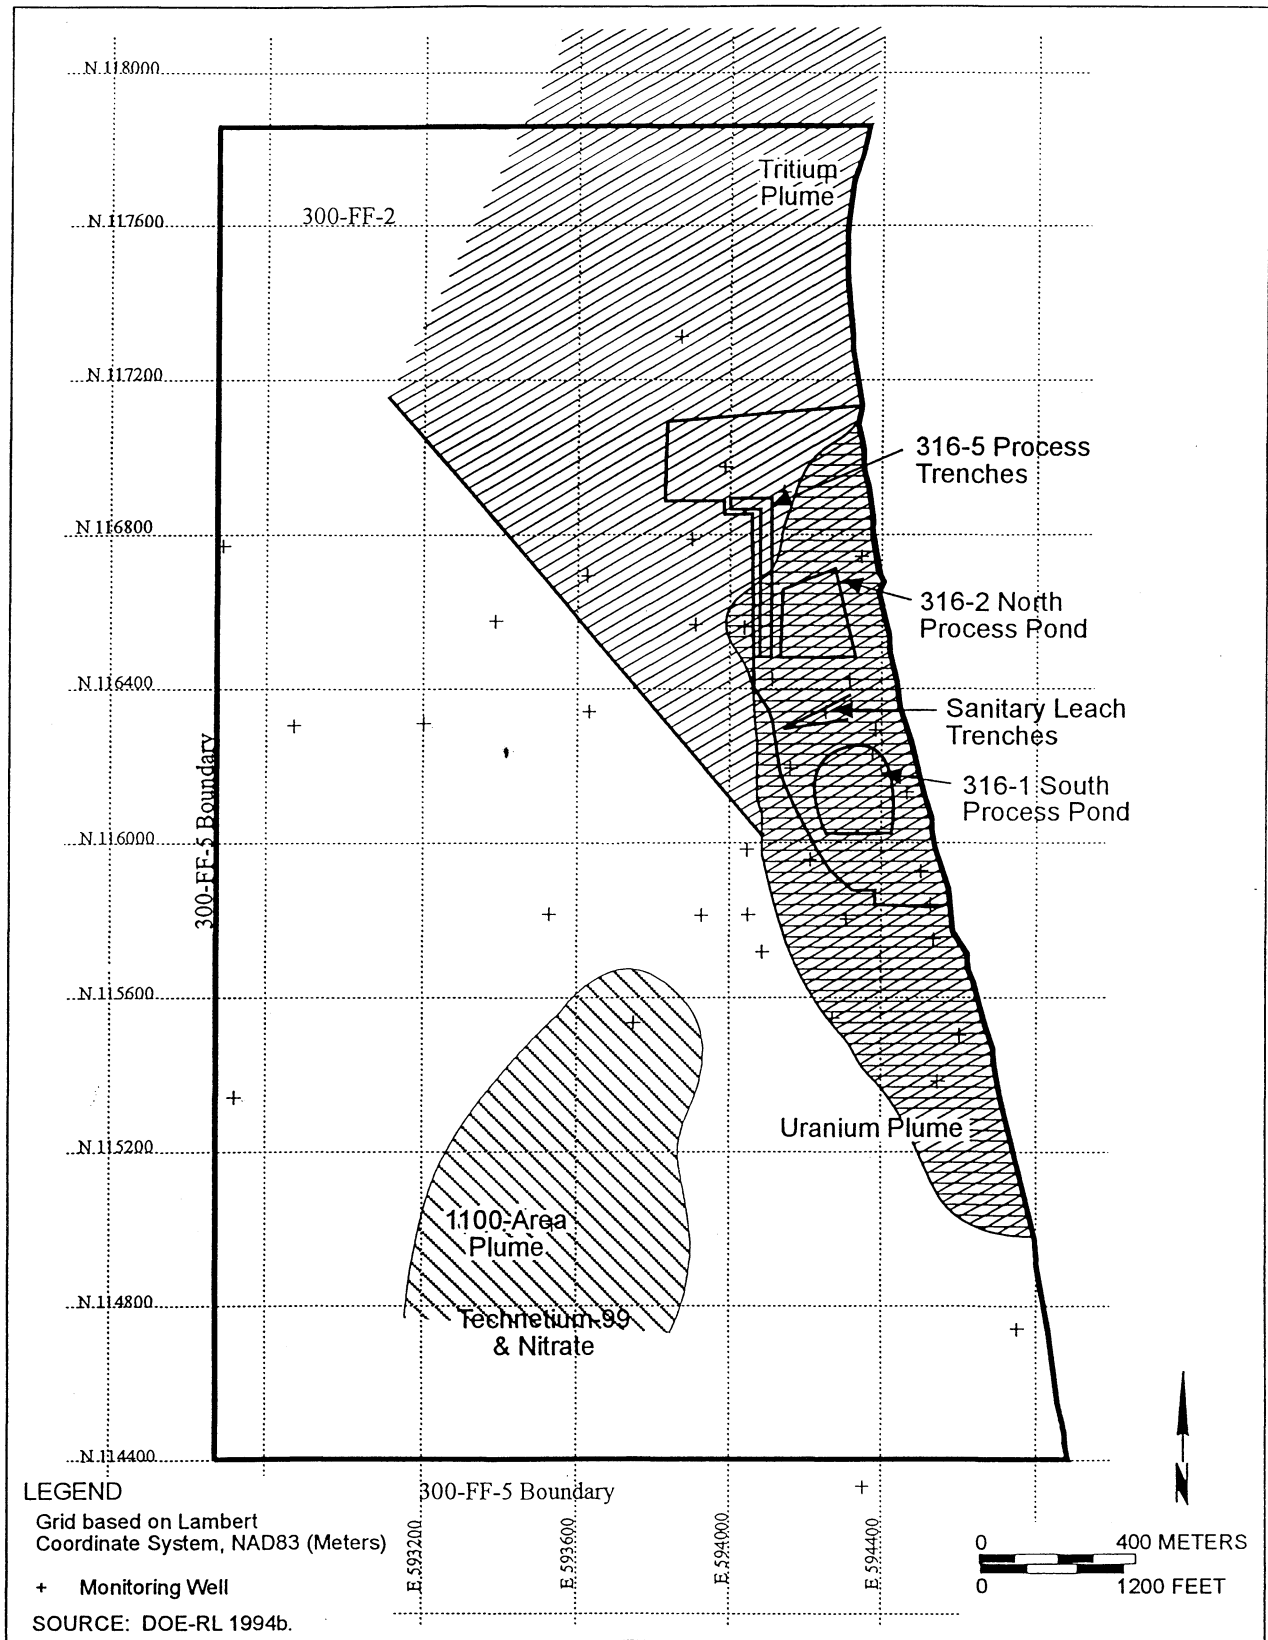 N 118000
Tritium
Plume
300-FF-2
N 117600
N 117200
316-5 Process
Trenches
N 116800
316-2 North
Process Pond
N 116400
Sanitary Leach
Trenches
316-1 South
Process Pond
N 116000
300-FF-5 Boundary
N 115600
Uranium Plume
N 115200
1100-Area
Plume
N 114800
Technetium-99
& Nitrate
N 114400
LEGEND
300-FF-5 Boundary
Grid based on Lambert
Coordinate System, NAD83 (Meters)
+ Monitoring Well
SOURCE: DOE-RL 1994b.
E 593200
E 593600
E 594000
E 594400
N
0 400 METERS
0 1200 FEET